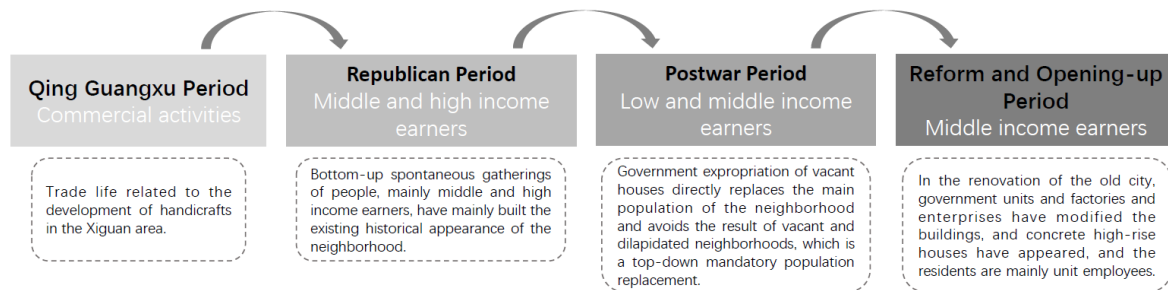 Qing Guangxu Period
Commercial activities
Trade life related to the
development of handicrafts
in the Xiguan area.
Republican Period
Middle and high income
earners
Bottom-up spontaneous gatherings
of people, mainly middle and high
income earners, have mainly built the
existing historical appearance of the
neighborhood.
Postwar Period
Low and middle income
earners
Government expropriation of vacant
houses directly replaces the main
population of the neighborhood
and avoids the result of vacant and
dilapidated neighborhoods, which is
a top-down mandatory population
replacement.
Reform and Opening-up
Period
Middle income earners
In the renovation of the old city,
government units and factories and
enterprises have modified the
buildings, and concrete high-rise
houses have appeared, and the
residents are mainly unit employees.